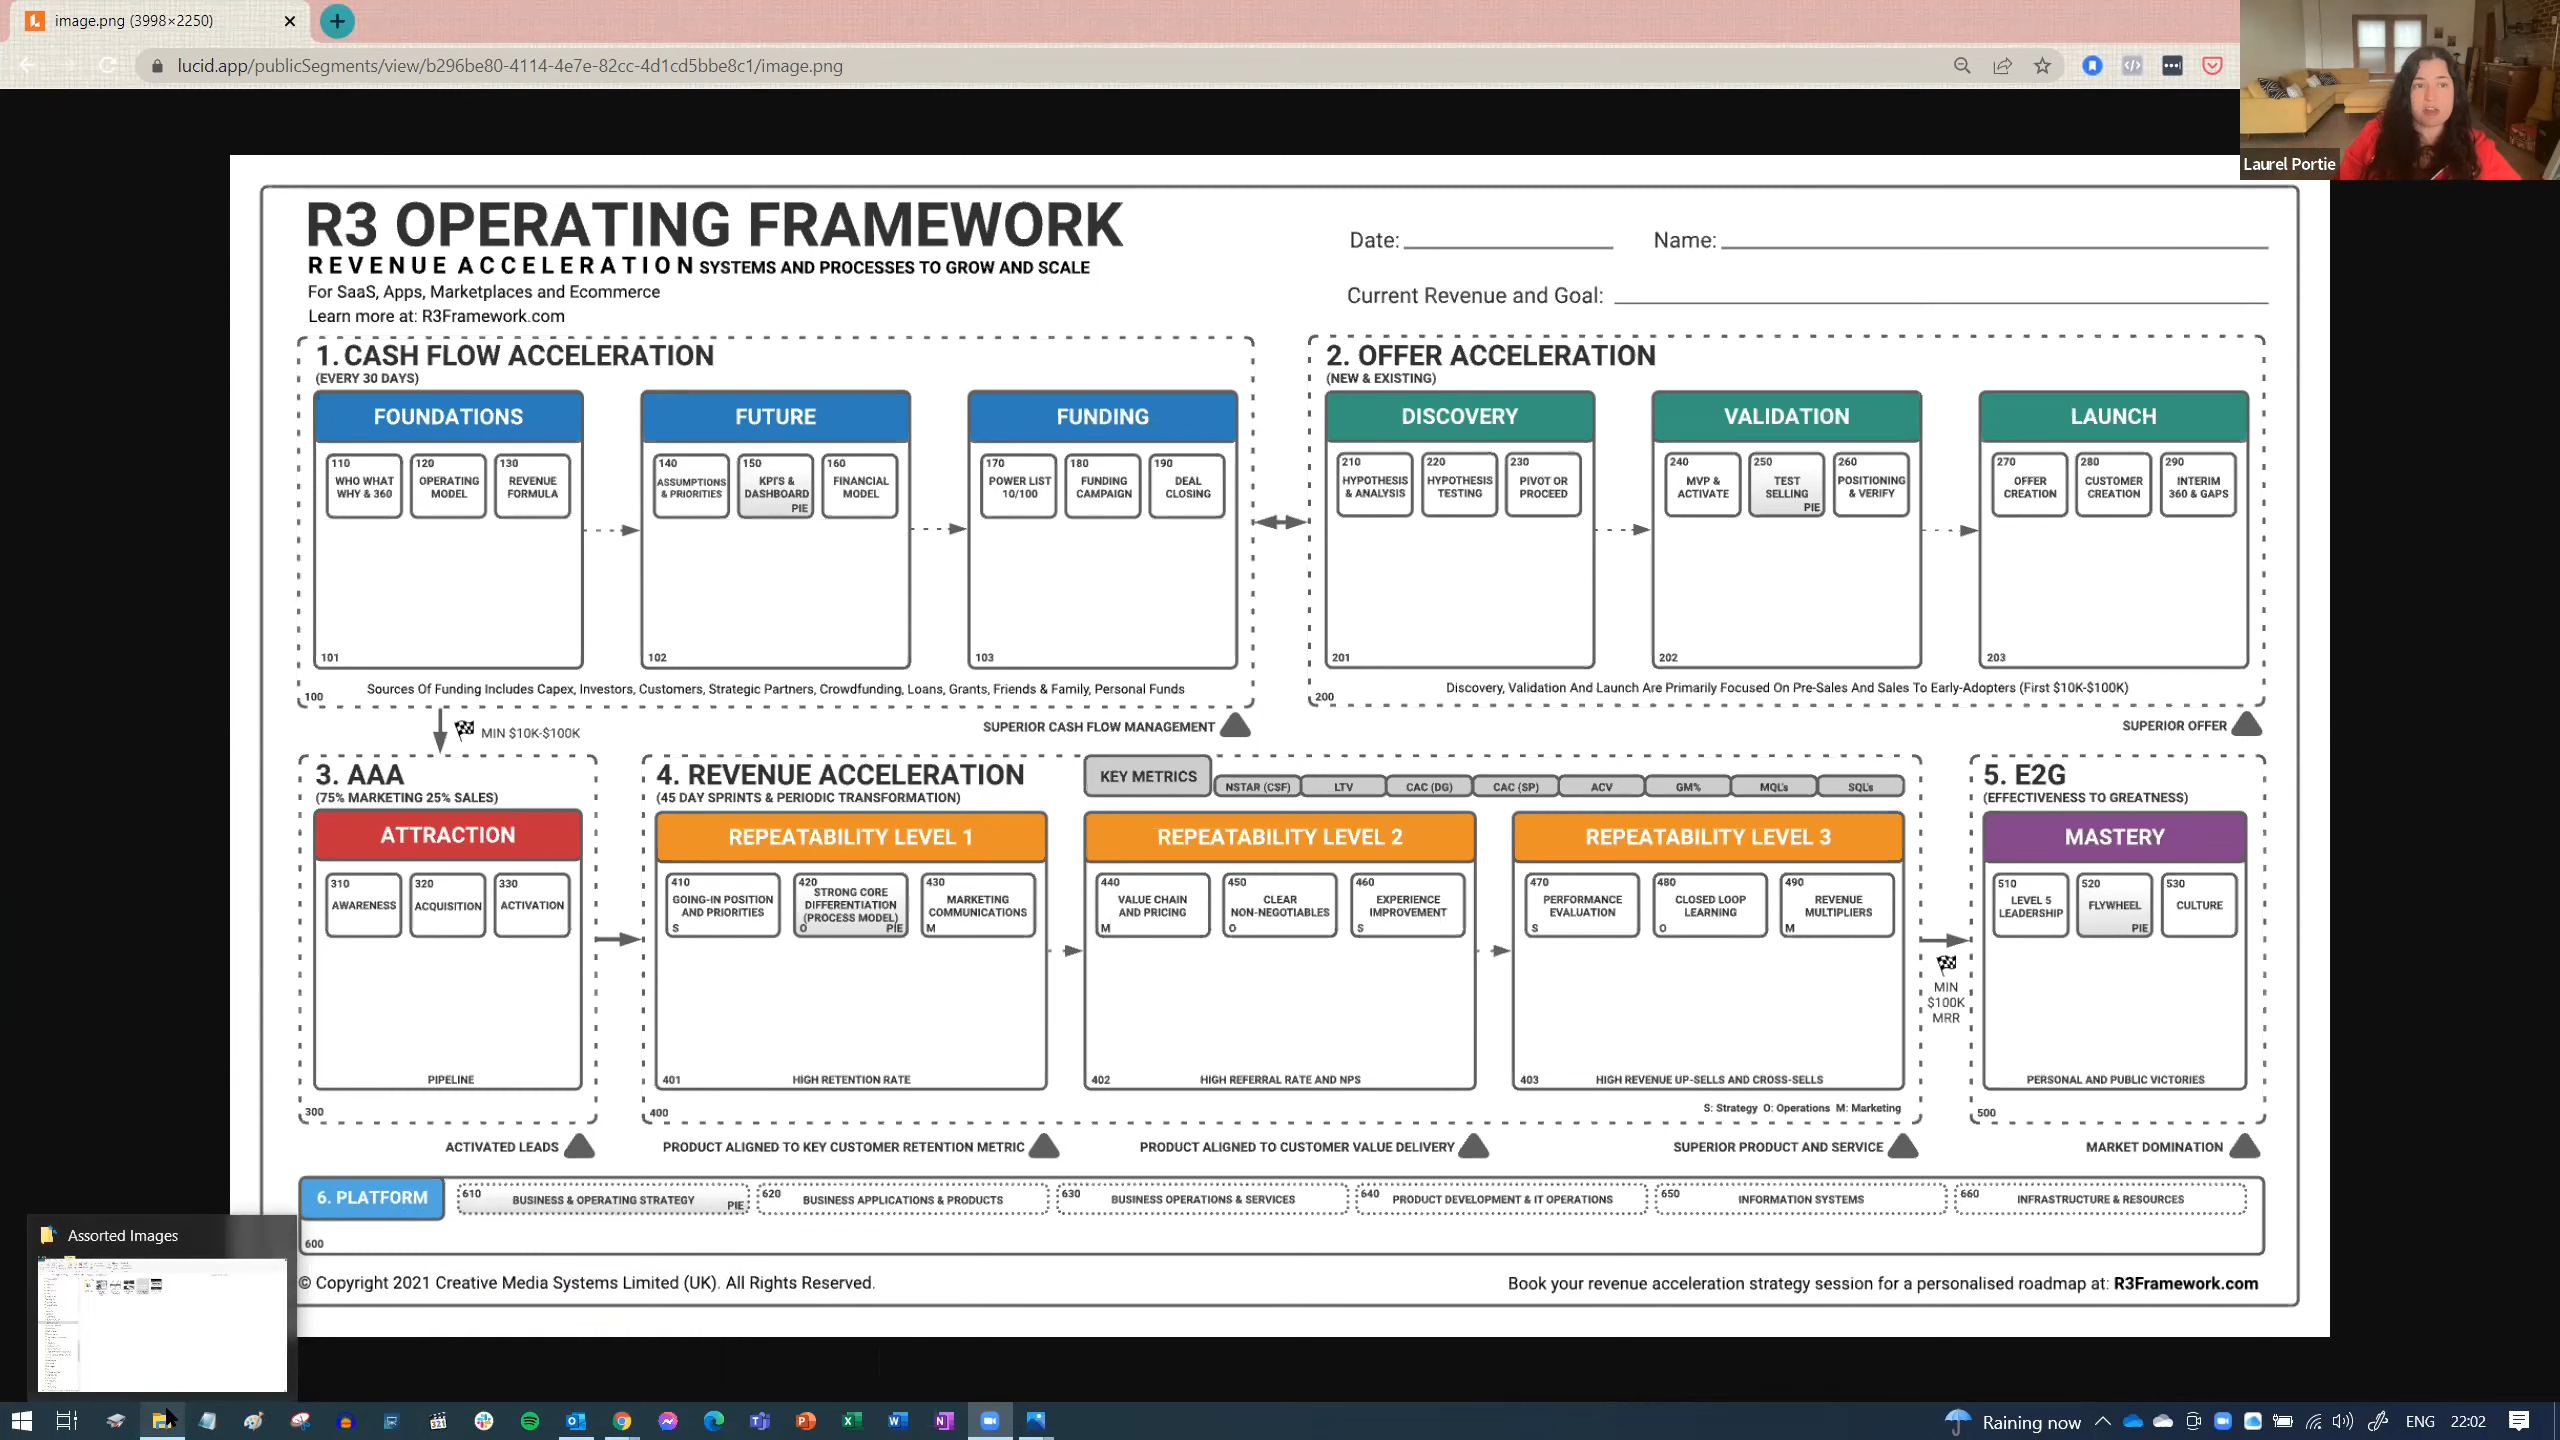 image.png (3998×2250)
lucid.app/publicSegments/view/b296be80-4114-4e7e-82cc-4d1cd5bbe8c1/image.png
Laurel Portie
R3 OPERATING FRAMEWORK
REVENUE ACCELERATION SYSTEMS AND PROCESSES TO GROW AND SCALE
For SaaS, Apps, Marketplaces and Ecommerce
Learn more at: R3Framework.com
Date:
Name:
Current Revenue and Goal:
1. CASH FLOW ACCELERATION
(EVERY 30 DAYS)
FOUNDATIONS
110
WHO WHAT
WHY & 360
120
OPERATING
MODEL
130
REVENUE
FORMULA
101
FUTURE
140
ASSUMPTIONS
& PRIORITIES
150
KPI'S &
DASHBOARD
PIE
160
FINANCIAL
MODEL
102
FUNDING
170
POWER LIST
10/100
180
FUNDING
CAMPAIGN
190
DEAL
CLOSING
103
100
Sources Of Funding Includes Capex, Investors, Customers, Strategic Partners, Crowdfunding, Loans, Grants, Friends & Family, Personal Funds
MIN $10K-$100K
SUPERIOR CASH FLOW MANAGEMENT
2. OFFER ACCELERATION
(NEW & EXISTING)
DISCOVERY
210
HYPOTHESIS
& ANALYSIS
220
HYPOTHESIS
TESTING
230
PIVOT OR
PROCEED
201
VALIDATION
240
MVP &
ACTIVATE
250
TEST
SELLING
PIE
260
POSITIONING
& VERIFY
202
LAUNCH
270
OFFER
CREATION
280
CUSTOMER
CREATION
290
INTERIM
360 & GAPS
203
200
Discovery, Validation And Launch Are Primarily Focused On Pre-Sales And Sales To Early-Adopters (First $10K-$100K)
SUPERIOR OFFER
3. AAA
(75% MARKETING 25% SALES)
ATTRACTION
310
AWARENESS
320
ACQUISITION
330
ACTIVATION
PIPELINE
300
ACTIVATED LEADS
4. REVENUE ACCELERATION
(45 DAY SPRINTS & PERIODIC TRANSFORMATION)
KEY METRICS
NSTAR (CSF)
LTV
CAC (DG)
CAC (SP)
ACV
GM%
MQL's
SQL's
REPEATABILITY LEVEL 1
410
GOING-IN POSITION
AND PRIORITIES
S
420
STRONG CORE
DIFFERENTIATION
(PROCESS MODEL)
O
PIE
430
MARKETING
COMMUNICATIONS
M
401
HIGH RETENTION RATE
REPEATABILITY LEVEL 2
440
VALUE CHAIN
AND PRICING
M
450
CLEAR
NON-NEGOTIABLES
O
460
EXPERIENCE
IMPROVEMENT
S
402
HIGH REFERRAL RATE AND NPS
REPEATABILITY LEVEL 3
470
PERFORMANCE
EVALUATION
S
480
CLOSED LOOP
LEARNING
O
490
REVENUE
MULTIPLIERS
M
403
HIGH REVENUE UP-SELLS AND CROSS-SELLS
400
S: Strategy O: Operations M: Marketing
PRODUCT ALIGNED TO KEY CUSTOMER RETENTION METRIC
PRODUCT ALIGNED TO CUSTOMER VALUE DELIVERY
SUPERIOR PRODUCT AND SERVICE
MIN
$100K
MRR
5. E2G
(EFFECTIVENESS TO GREATNESS)
MASTERY
510
LEVEL 5
LEADERSHIP
520
FLYWHEEL
PIE
530
CULTURE
PERSONAL AND PUBLIC VICTORIES
500
MARKET DOMINATION
6. PLATFORM
610
BUSINESS & OPERATING STRATEGY
PIE
620
BUSINESS APPLICATIONS & PRODUCTS
630
BUSINESS OPERATIONS & SERVICES
640
PRODUCT DEVELOPMENT & IT OPERATIONS
650
INFORMATION SYSTEMS
660
INFRASTRUCTURE & RESOURCES
600
Assorted Images
© Copyright 2021 Creative Media Systems Limited (UK). All Rights Reserved.
Book your revenue acceleration strategy session for a personalised roadmap at: R3Framework.com
Raining now
ENG
22:02